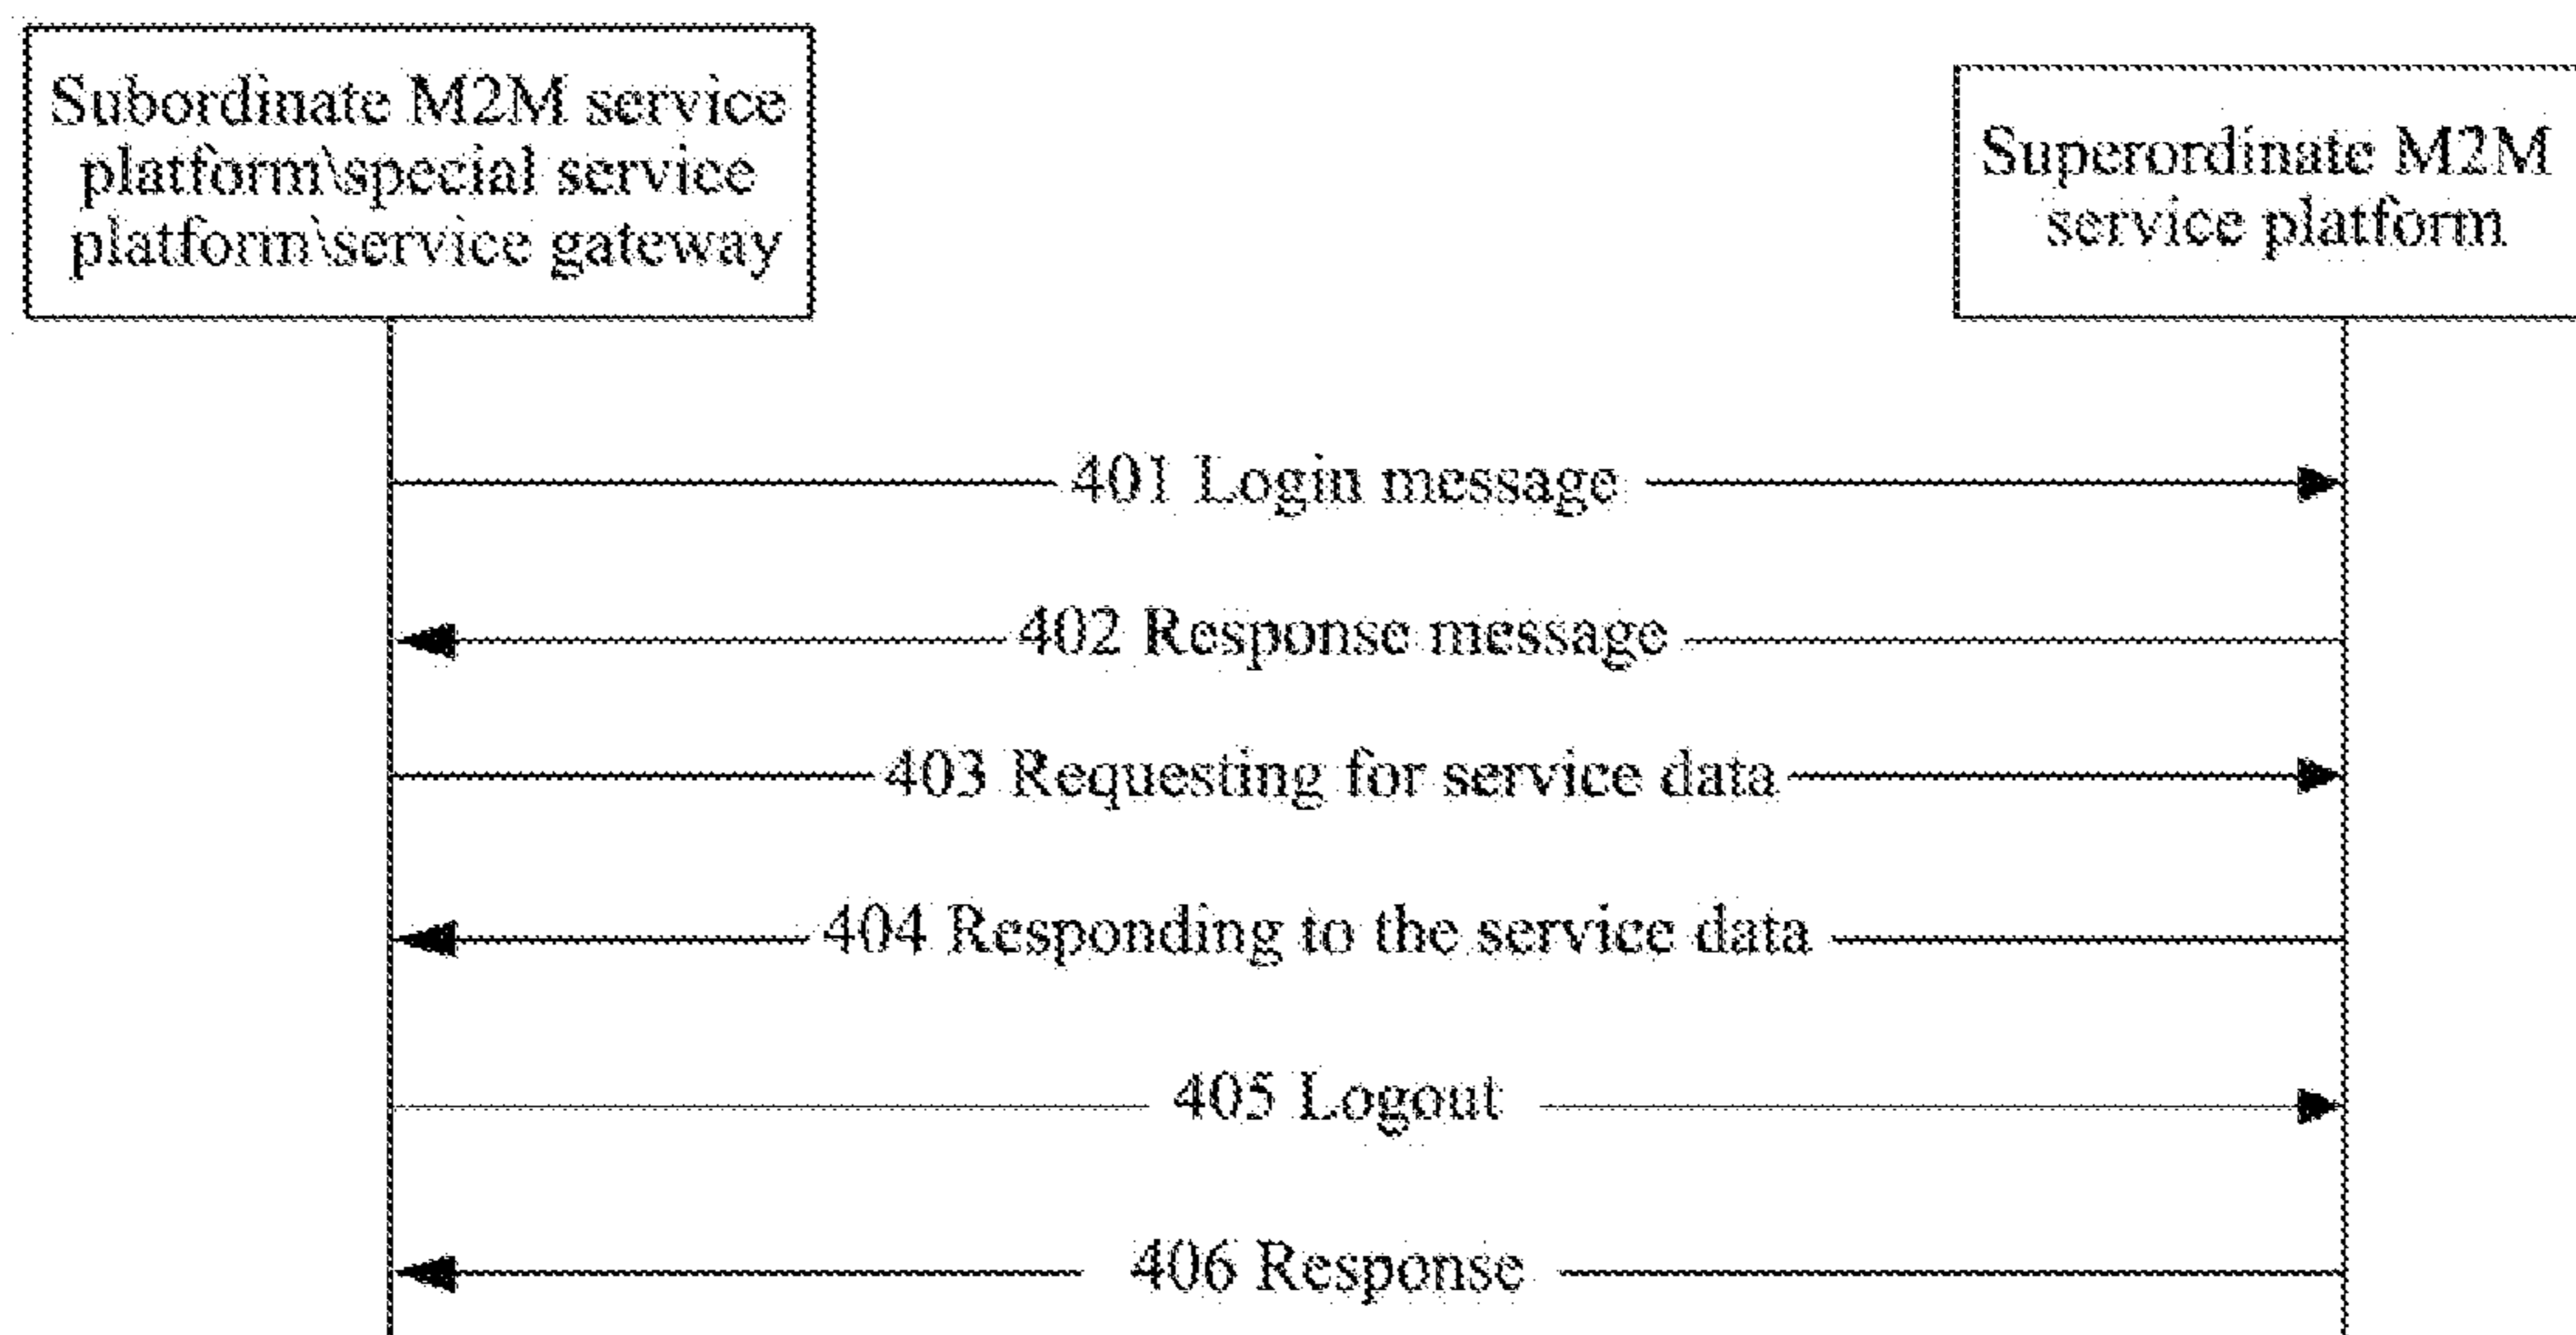 Subordinate M2M service
platform\special service
platform\service gateway
Superordinate M2M
service platform
401 Login message
402 Response message
403 Requesting for service data
404 Responding to the service data
405 Logout
406 Response